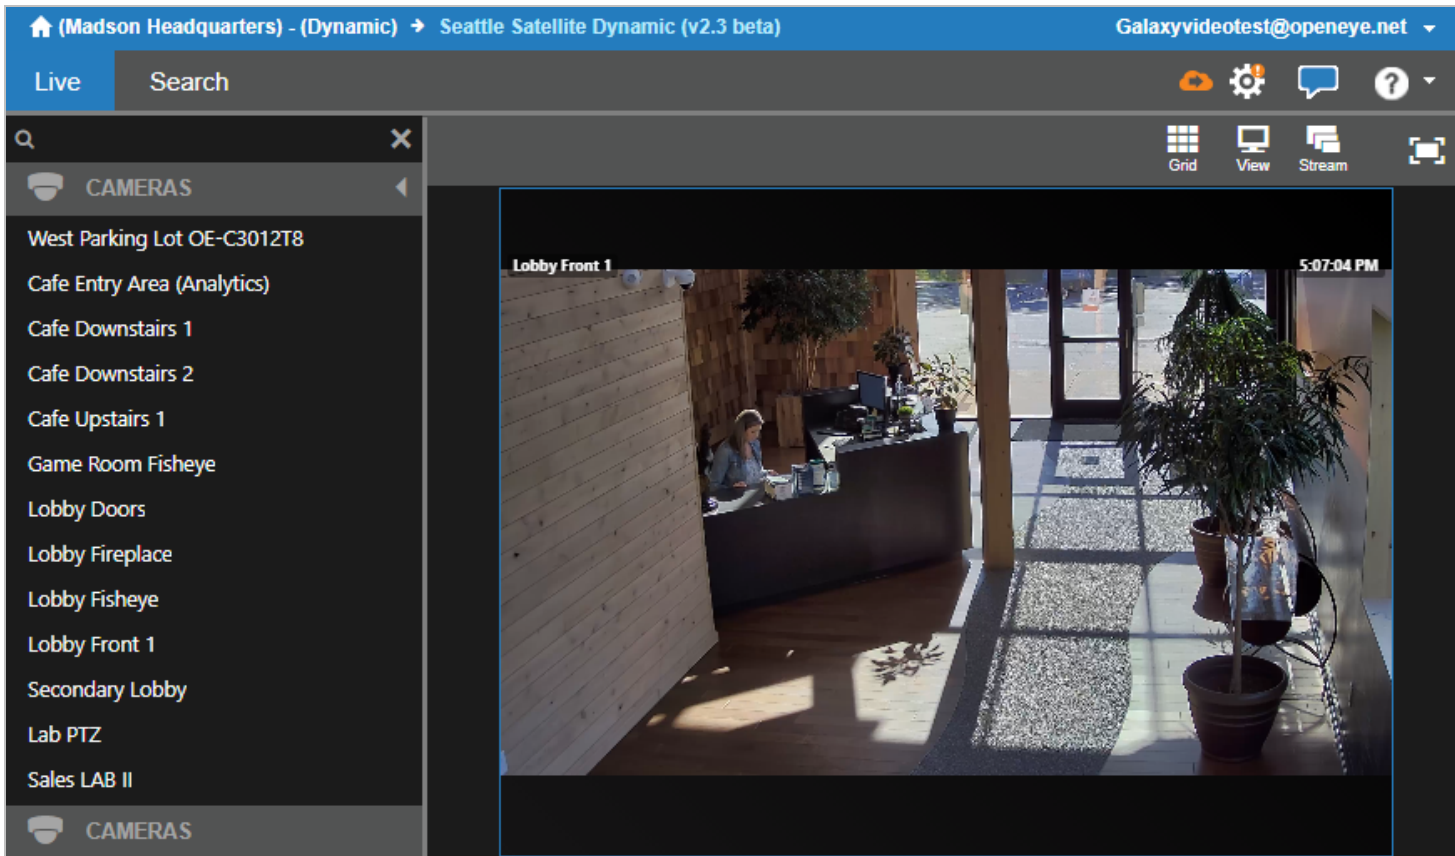 (Madson Headquarters) - (Dynamic) Seattle Satellite Dynamic (v2.3 beta) Galaxyvideotest@openeye.net
Live Search ?
CAMERAS
Grid View Stream
West Parking Lot OE-C3012T8
Cafe Entry Area (Analytics)
Cafe Downstairs 1
Cafe Downstairs 2
Cafe Upstairs 1
Game Room Fisheye
Lobby Doors
Lobby Fireplace
Lobby Fisheye
Lobby Front 1
Secondary Lobby
Lab PTZ
Sales LAB II
CAMERAS
Lobby Front 1 5:07:04 PM